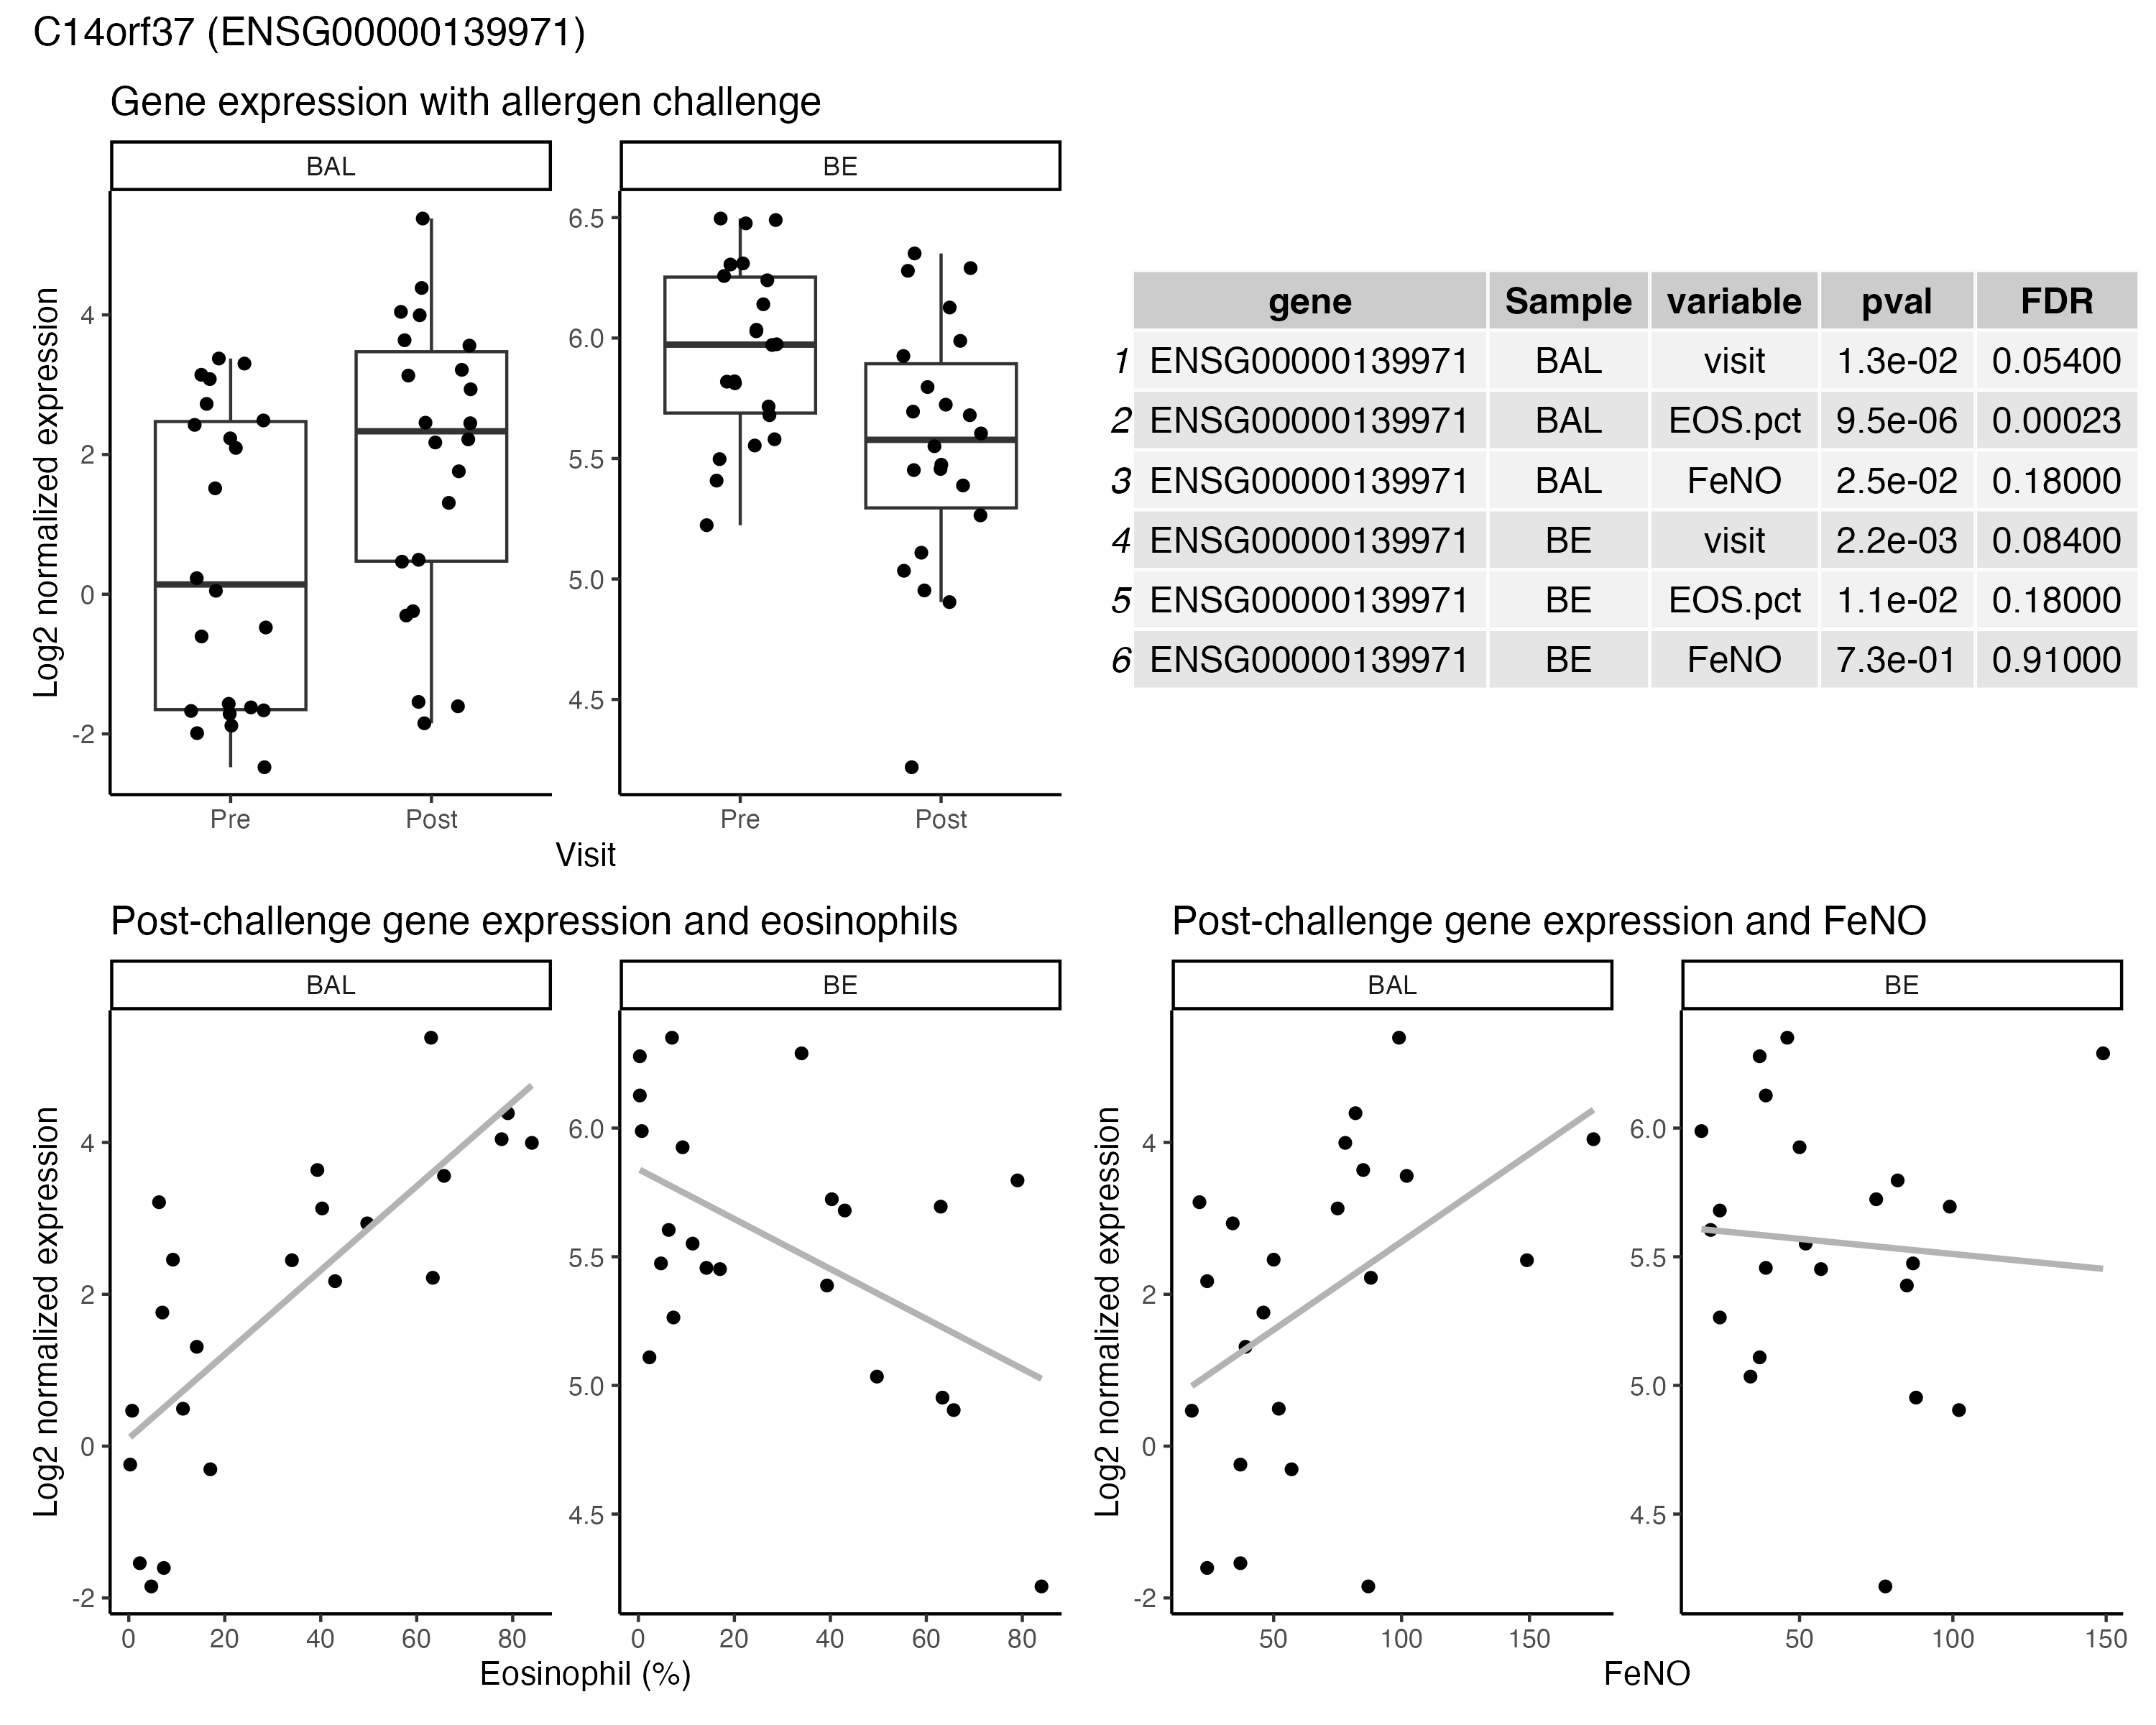 C14orf37 (ENSG00000139971)
Gene expression with allergen challenge
BAL
BE
Log2 normalized expression
4
2
0
-2
6.5
6.0
5.5
5.0
4.5
Pre
Post
Pre
Post
Visit
gene Sample variable pval FDR
1 ENSG00000139971 BAL visit 1.3e-02 0.05400
2 ENSG00000139971 BAL EOS.pct 9.5e-06 0.00023
3 ENSG00000139971 BAL FeNO 2.5e-02 0.18000
4 ENSG00000139971 BE visit 2.2e-03 0.08400
5 ENSG00000139971 BE EOS.pct 1.1e-02 0.18000
6 ENSG00000139971 BE FeNO 7.3e-01 0.91000
Post-challenge gene expression and eosinophils
BAL
BE
Log2 normalized expression
4
2
0
-2
6.0
5.5
5.0
4.5
0 20 40 60 80
0 20 40 60 80
Eosinophil (%)
Post-challenge gene expression and FeNO
BAL
BE
Log2 normalized expression
4
2
0
-2
6.0
5.5
5.0
4.5
50 100 150
50 100 150
FeNO